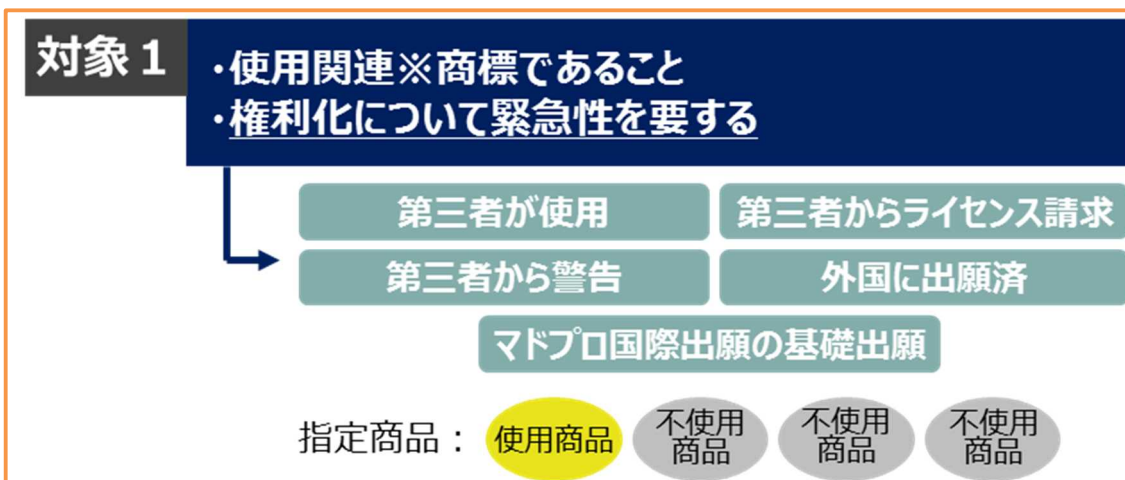 対象１
・使用関連※商標であること
・権利化について緊急性を要する
第三者が使用
第三者からライセンス請求
第三者から警告
外国に出願済
マドプロ国際出願の基礎出願
指定商品：
使用商品
不使用
商品
不使用
商品
不使用
商品